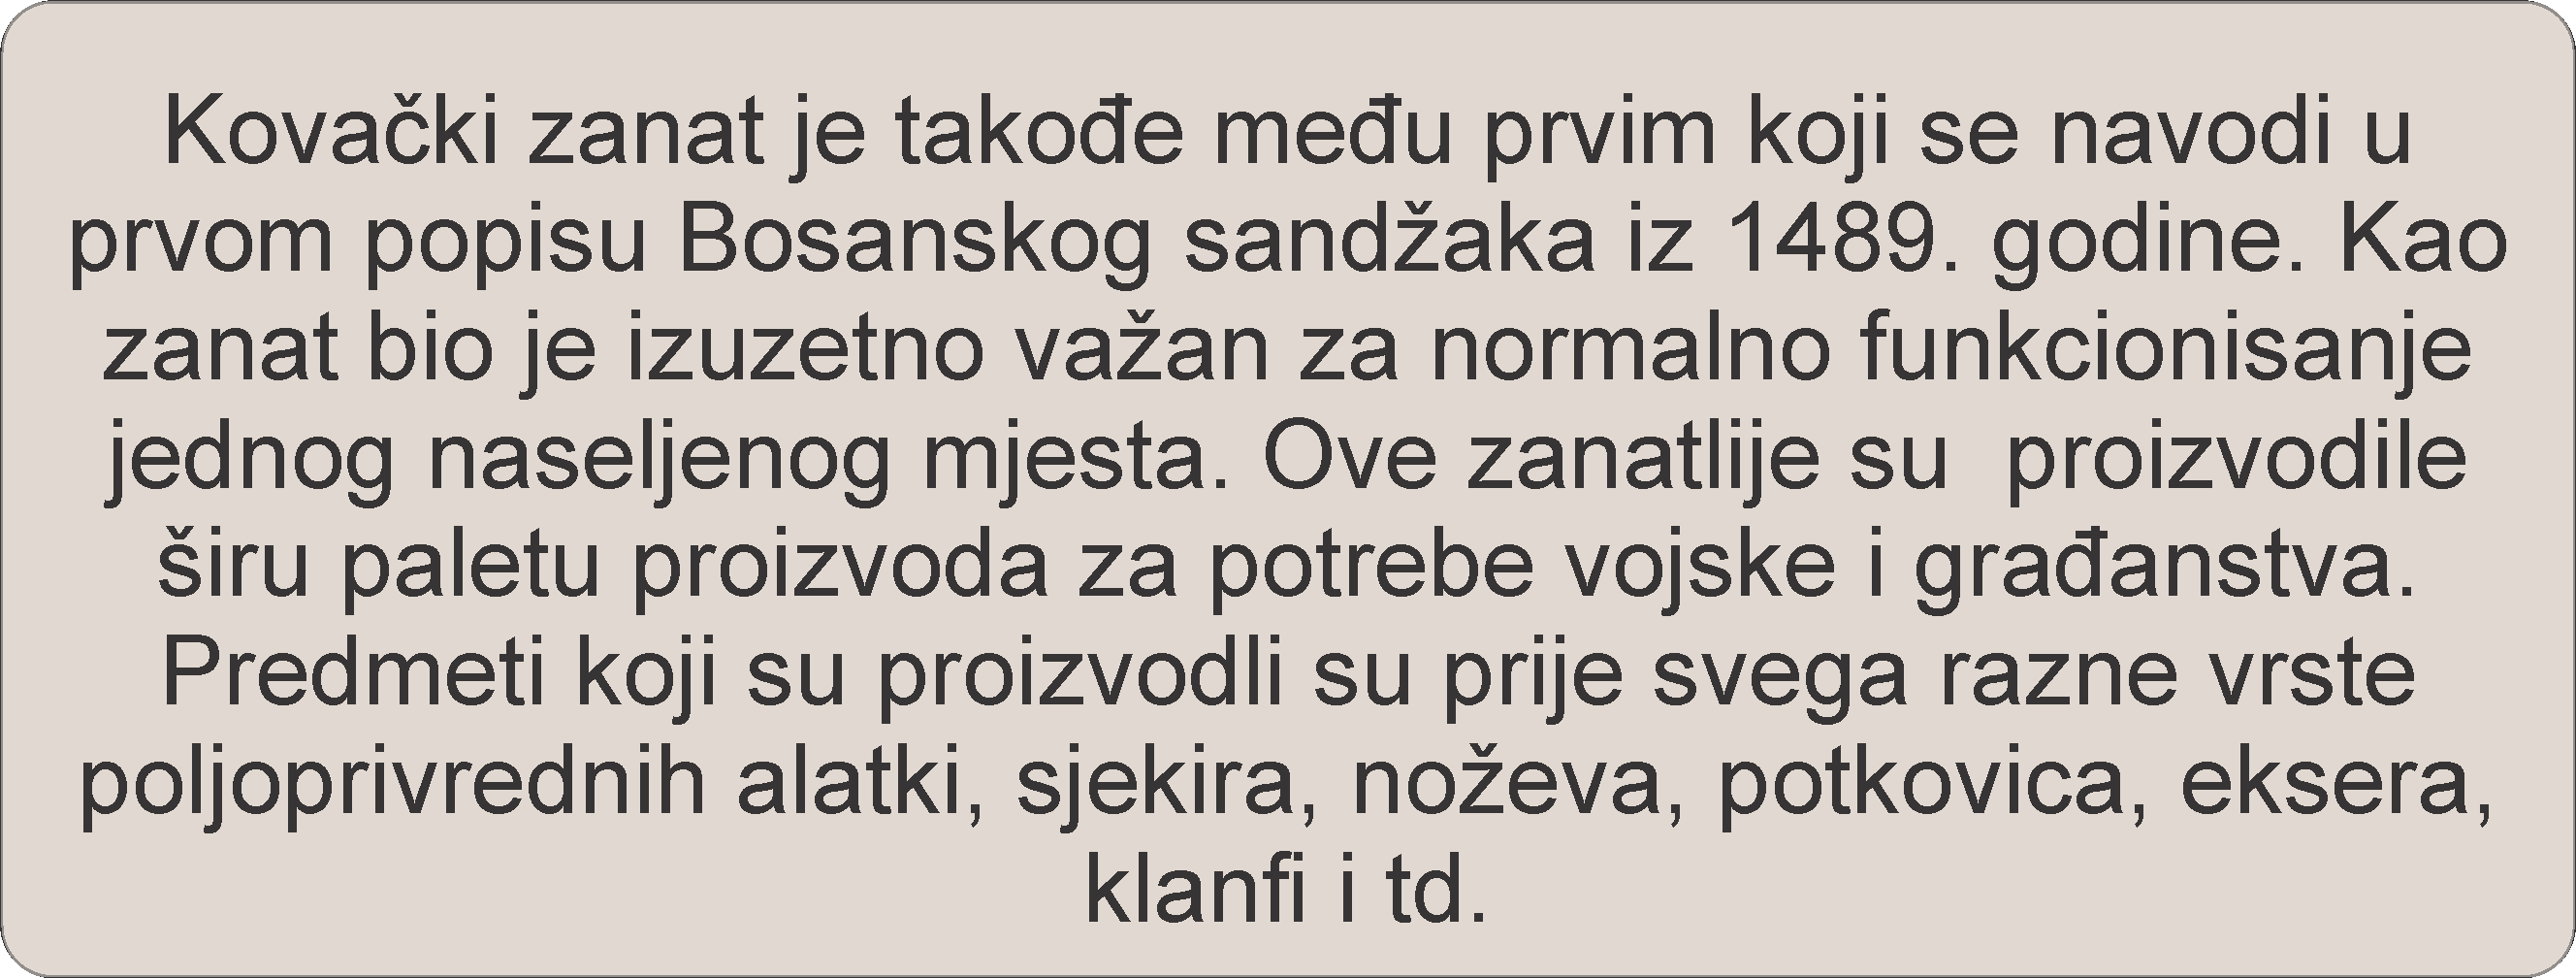 Kovački zanat je takođe među prvim koji se navodi u
prvom popisu Bosanskog sandžaka iz 1489. godine. Kao
zanat bio je izuzetno važan za normalno funkcionisanje
jednog naseljenog mjesta. Ove zanatlije su  proizvodile
širu paletu proizvoda za potrebe vojske i građanstva.
Predmeti koji su proizvodli su prije svega razne vrste
poljoprivrednih alatki, sjekira, noževa, potkovica, eksera,
klanfi i td.